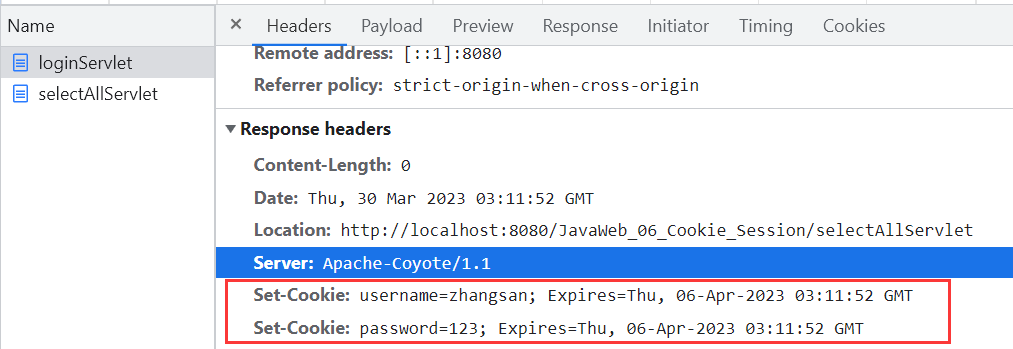 Name
× Headers Payload Preview Response Initiator Timing Cookies
loginServlet
selectAllServlet
Remote address: [::1]:8080
Referrer policy: strict-origin-when-cross-origin
Response headers
Content-Length: 0
Date: Thu, 30 Mar 2023 03:11:52 GMT
Location: http://localhost:8080/JavaWeb_06_Cookie_Session/selectAllServlet
Server: Apache-Coyote/1.1
Set-Cookie: username=zhangsan; Expires=Thu, 06-Apr-2023 03:11:52 GMT
Set-Cookie: password=123; Expires=Thu, 06-Apr-2023 03:11:52 GMT